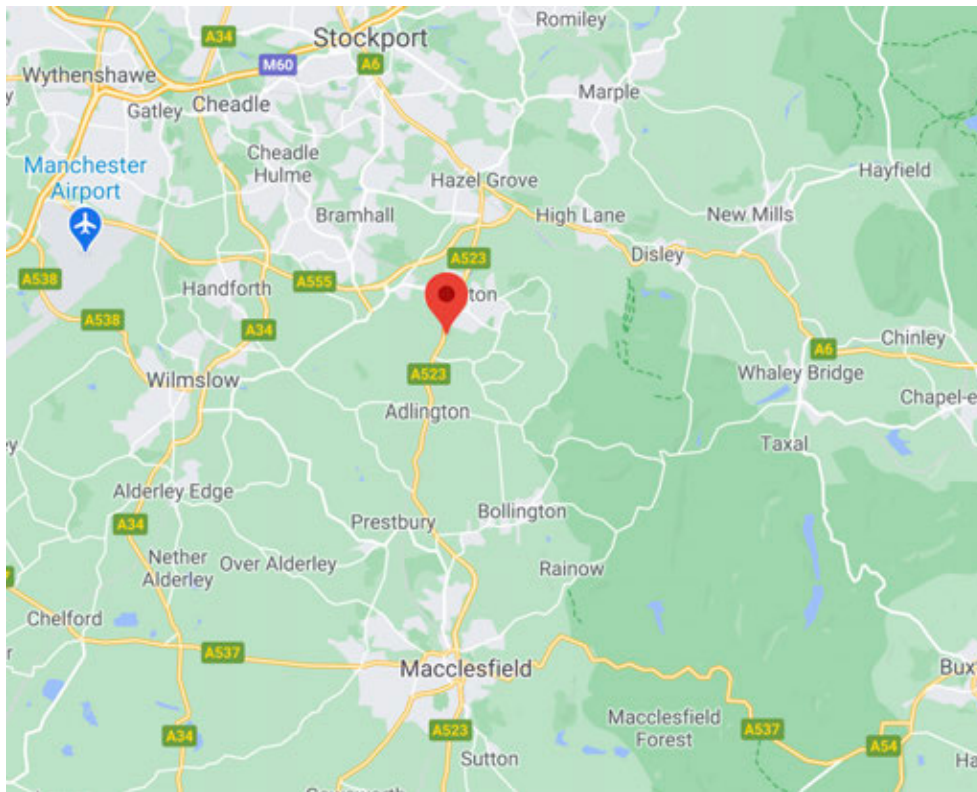 Romiley
A34
Stockport
M60
A6
Wythenshawe
Gatley
Cheadle
Marple
Cheadle
Hulme
Manchester
Airport
Hazel Grove
Hayfield
Bramhall
High Lane
New Mills
A523
Disley
A538
A555
Handforth
ton
A538
A34
Chinley
A6
A523
Wilmslow
Whaley Bridge
Adlington
Chapel-e
Taxal
Alderley Edge
Bollington
A34
Prestbury
Nether
Alderley
Over Alderley
Rainow
Chelford
A537
Macclesfield
Bux
A34
A523
Macclesfield
Forest
A537
A54
Sutton
Ha